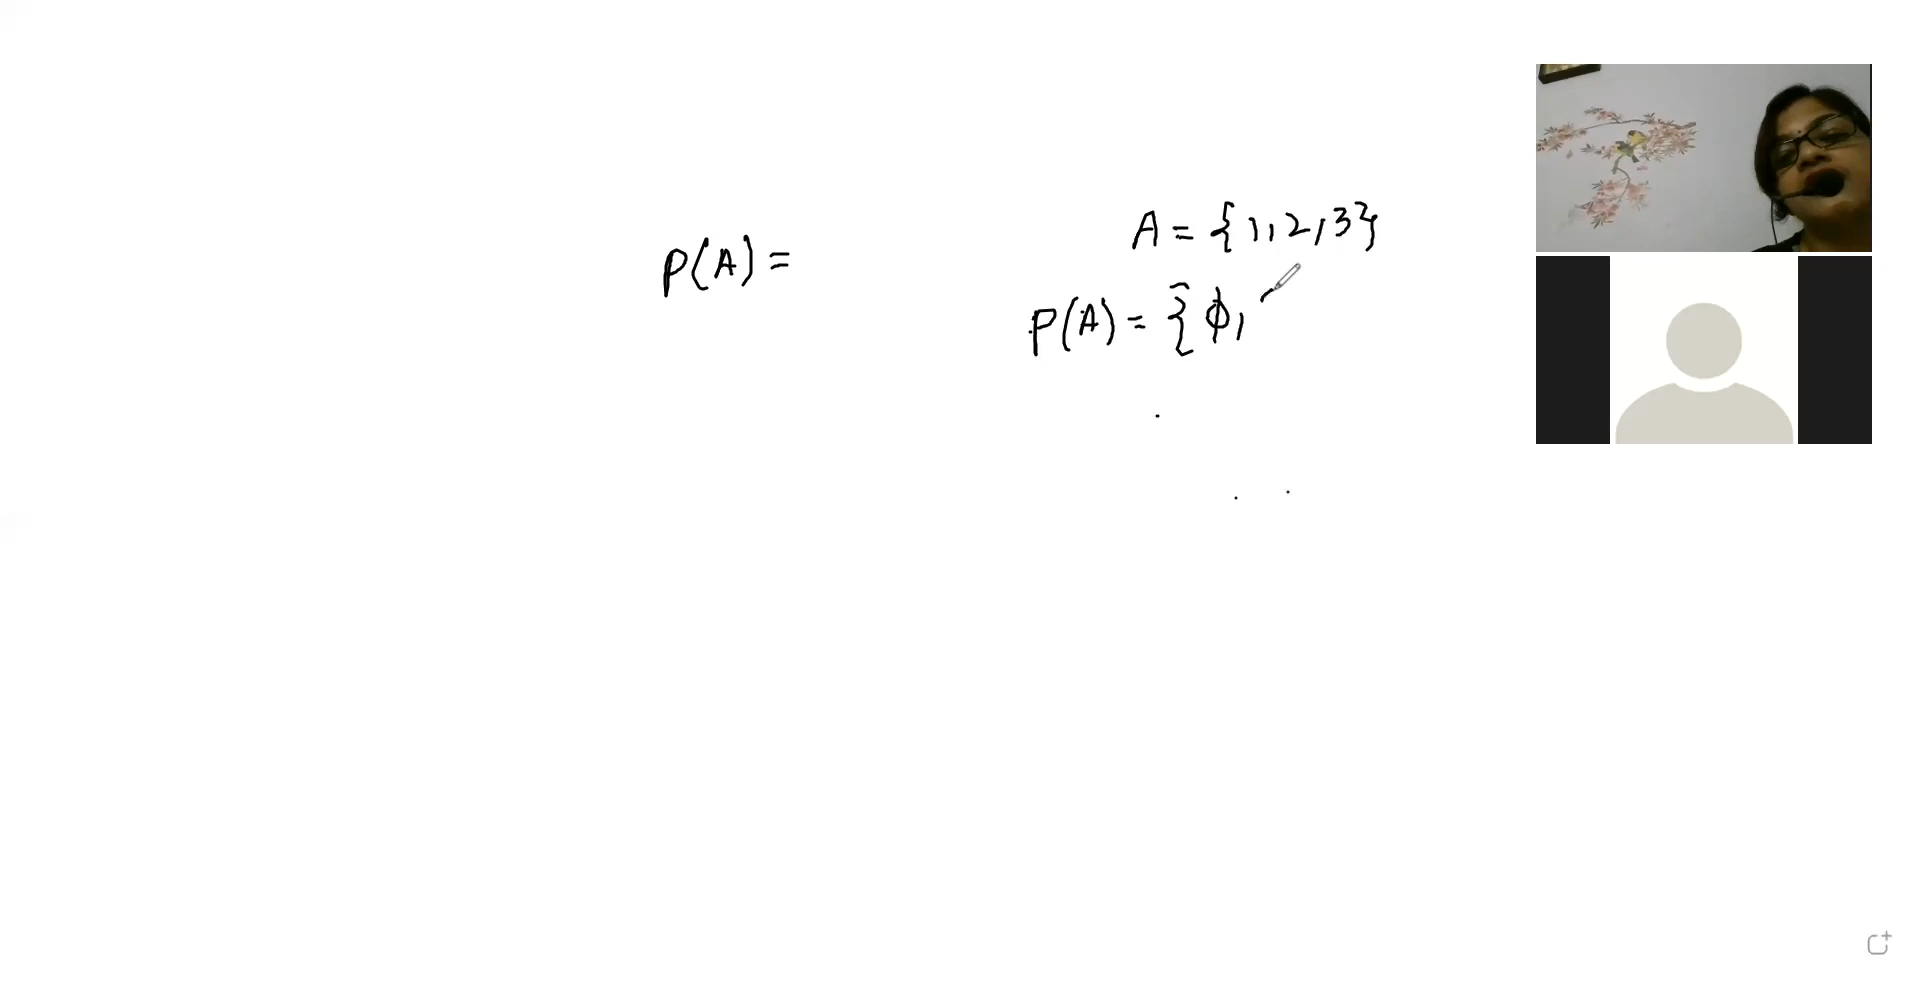 P(A) =
A = {1,2,3}
P(A) = {ϕ,